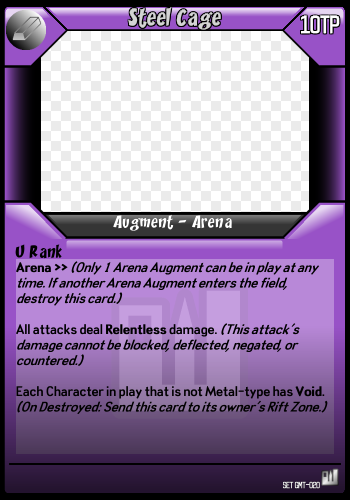 Steel Cage
10TP
Augment - Arena
U Rank
Arena >> (Only 1 Arena Augment can be in play at any
time. If another Arena Augment enters the field,
destroy this card.)
All attacks deal Relentless damage. (This attack's
damage cannot be blocked, deflected, negated, or
countered.)
Each Character in play that is not Metal-type has Void.
(On Destroyed: Send this card to its owner's Rift Zone.)
SET GMT-020